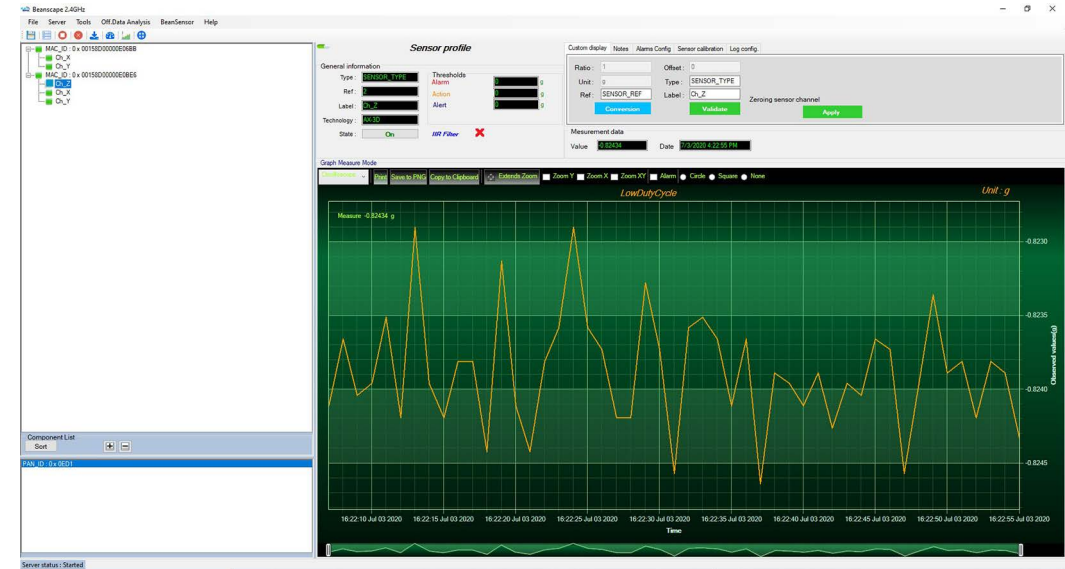 Beanscape 2.4GHz
File Server Tools Off.Data Analysis BeanSensor Help
MAC_ID : 0 x 00158D00000E06BB
Ch_X
Ch_Y
MAC_ID : 0 x 00158D00000E0BE6
Ch_Z
Ch_X
Ch_Y
Component List
Sort
PAN_ID : 0 x 0ED1
Server status : Started
Sensor profile
General information
Type : SENSOR_TYPE
Ref : 2
Label : Ch_Z
Technology : AX-3D
State : On
Thresholds
Alarm 0 g
Action 0 g
Alert 0 g
IIR Filter
Custom display Notes Alarms Config Sensor calibration Log config.
Ratio : 1 Offset : 0
Unit : g Type : SENSOR_TYPE
Ref : SENSOR_REF Label : Ch_Z
Conversion Validate
Zeroing sensor channel
Apply
Mesurement data
Value -0.82434 Date 7/3/2020 4:22:55 PM
Graph Measure Mode
Print Save to PNG Copy to Clipboard Extends Zoom Zoom Y Zoom X Zoom XY Alarm Circle Square None
LowDutyCycle
Unit : g
Measure -0.82434 g
-0.8230
-0.8235
-0.8240
-0.8245
Observed values(g)
16:22:10 Jul 03 2020 16:22:15 Jul 03 2020 16:22:20 Jul 03 2020 16:22:25 Jul 03 2020 16:22:30 Jul 03 2020 16:22:35 Jul 03 2020 16:22:40 Jul 03 2020 16:22:45 Jul 03 2020 16:22:50 Jul 03 2020 16:22:55 Jul 03 2020
Time